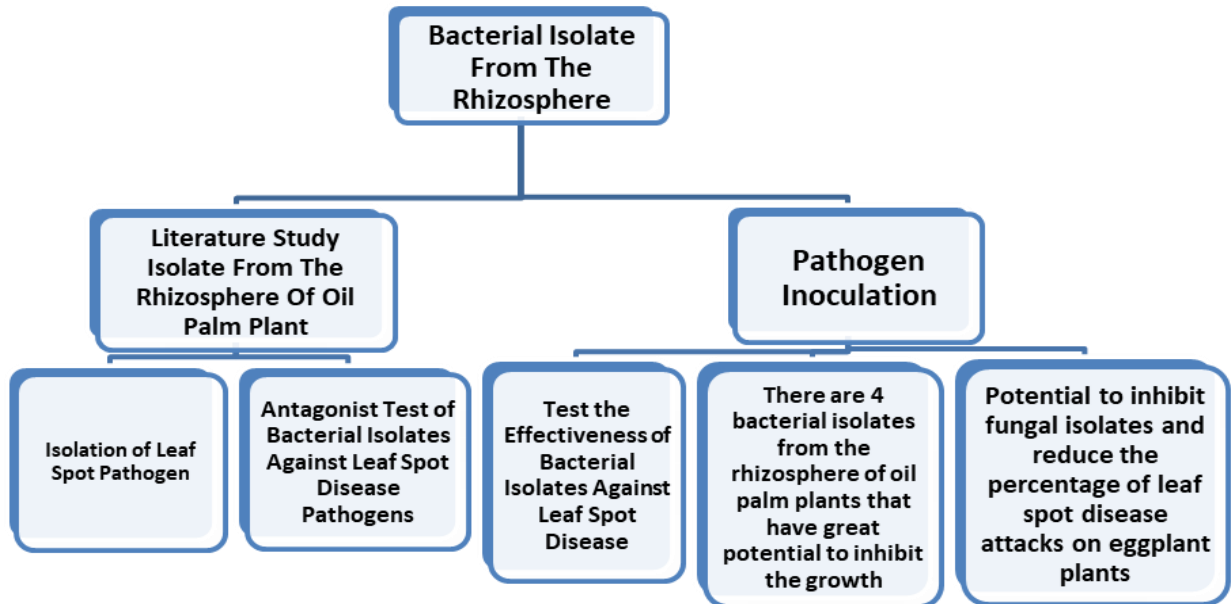 Bacterial Isolate
From The
Rhizosphere
Literature Study
Isolate From The
Rhizosphere Of Oil
Palm Plant
Pathogen
Inoculation
Isolation of Leaf
Spot Pathogen
Antagonist Test of
Bacterial Isolates
Against Leaf Spot
Disease
Pathogens
Test the
Effectiveness of
Bacterial
Isolates Against
Leaf Spot
Disease
There are 4
bacterial isolates
from the
rhizosphere of oil
palm plants that
have great
potential to inhibit
the growth
Potential to inhibit
fungal isolates and
reduce the
percentage of leaf
spot disease
attacks on eggplant
plants